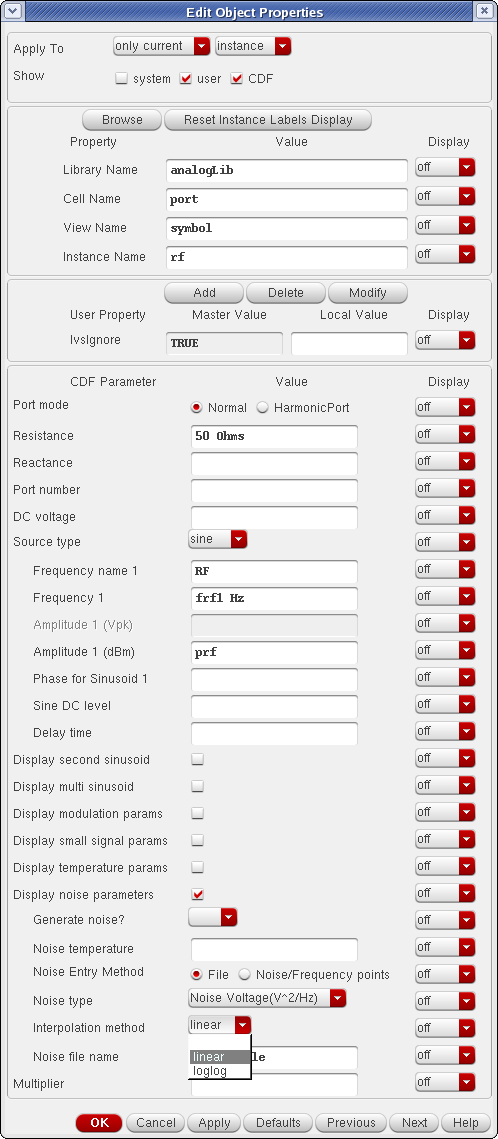 Edit Object Properties
Apply To only current instance
Show system user CDF
Browse Reset Instance Labels Display
Property Value Display
Library Name analogLib off
Cell Name port off
View Name symbol off
Instance Name rf off
Add Delete Modify
User Property Master Value Local Value Display
lvsIgnore TRUE off
CDF Parameter Value Display
Port mode Normal HarmonicPort off
Resistance 50 Ohms off
Reactance off
Port number off
DC voltage off
Source type sine off
Frequency name 1 RF off
Frequency 1 frf1 Hz off
Amplitude 1 (Vpk) off
Amplitude 1 (dBm) prf off
Phase for Sinusoid 1 off
Sine DC level off
Delay time off
Display second sinusoid off
Display multi sinusoid off
Display modulation params off
Display small signal params off
Display temperature params off
Display noise parameters off
Generate noise? off
Noise temperature off
Noise Entry Method File Noise/Frequency points off
Noise type Noise Voltage(V^2/Hz) off
Interpolation method linear off
Noise file name linear le off
loglog
Multiplier off
OK Cancel Apply Defaults Previous Next Help